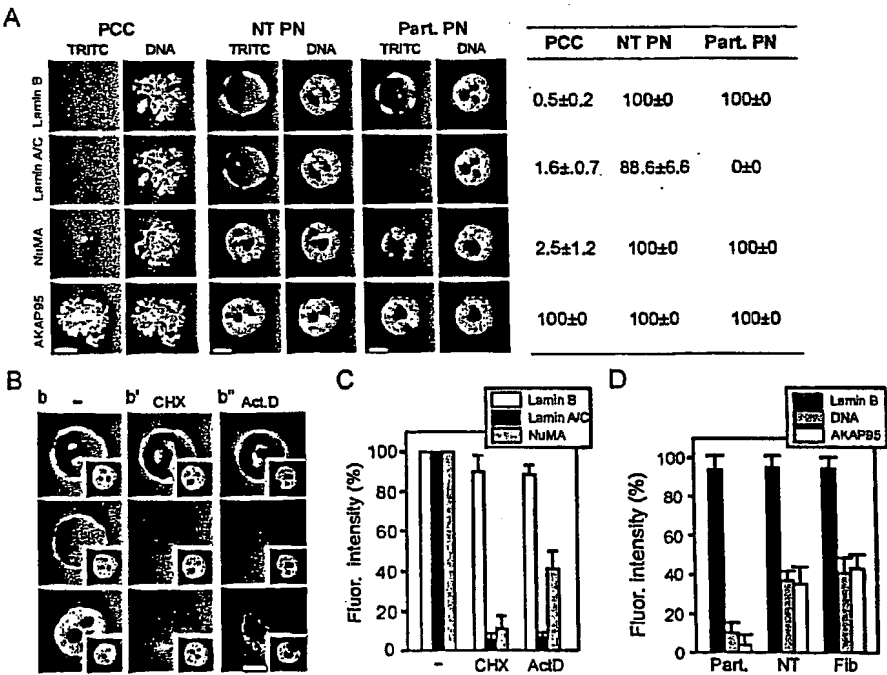 A
PCC NT PN Part. PN
TRITC DNA TRITC DNA TRITC DNA
Lamin B
Lamin A/C
NuMA
AKAP95
PCC NT PN Part. PN
0.5±0.2 100±0 100±0
1.6±.0.7 88.6±6.6 0±0
2.5±1.2 100±0 100±0
100±0 100±0 100±0
B
b - b' CHX b" Act.D
C
Lamin B
Lamin A/C
NuMA
Fluor. intensity (%)
100
80
60
40
20
0
- CHX ActD
D
Lamin B
DNA
AKAP95
Fluor. intensity (%)
100
80
60
40
20
0
Part. NT Fib